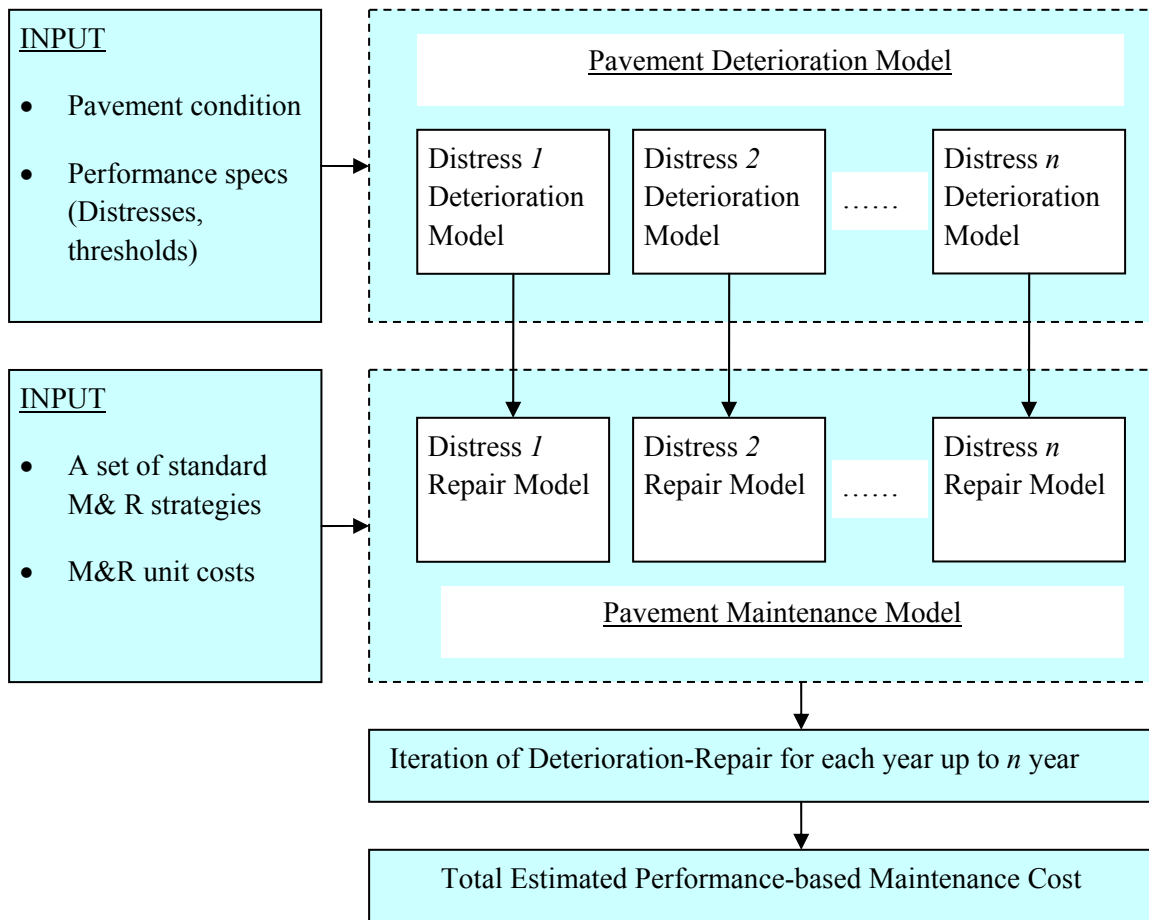 INPUT
• Pavement condition
• Performance specs
(Distresses,
thresholds)
Pavement Deterioration Model
Distress 1
Deterioration
Model
Distress 2
Deterioration
Model
……
Distress n
Deterioration
Model
INPUT
• A set of standard
M& R strategies
• M&R unit costs
Distress 1
Repair Model
Distress 2
Repair Model
……
Distress n
Repair Model
Pavement Maintenance Model
Iteration of Deterioration-Repair for each year up to n year
Total Estimated Performance-based Maintenance Cost